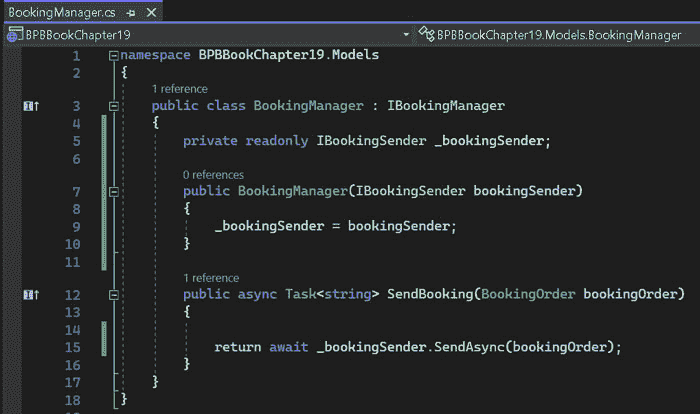 BookingManager.cs
BPBBookChapter19 BPBBookChapter19.Models.BookingManager
1 namespace BPBBookChapter19.Models
2 {
1 reference
3 public class BookingManager : IBookingManager
4 {
5 private readonly IBookingSender _bookingSender;
6
0 references
7 public BookingManager(IBookingSender bookingSender)
8 {
9 _bookingSender = bookingSender;
10 }
11
1 reference
12 public async Task<string> SendBooking(BookingOrder bookingOrder)
13 {
14
15 return await _bookingSender.SendAsync(bookingOrder);
16 }
17 }
18 }